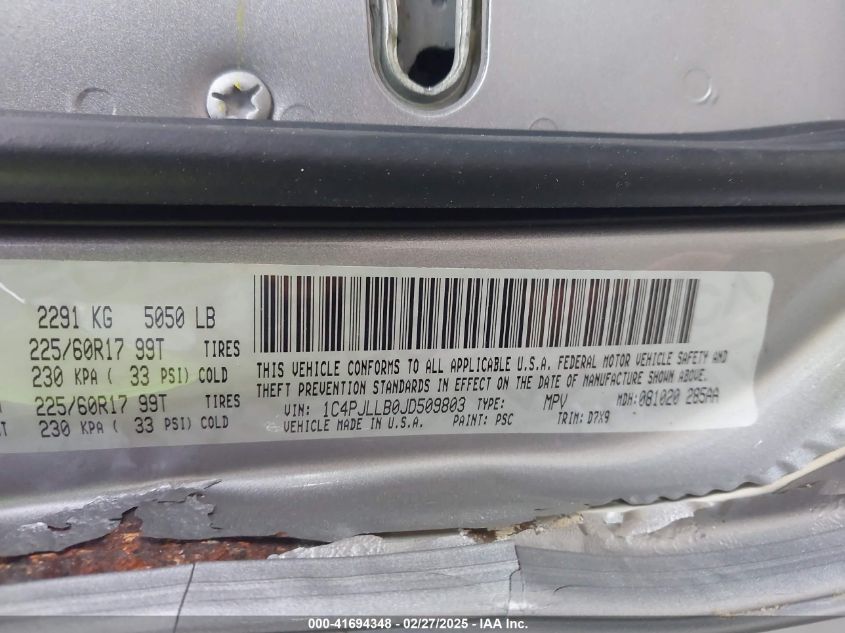 2291 KG 5050 LB
225/60R17 99T TIRES
230 KPA ( 33 PSI) COLD
225/60R17 99T TIRES
230 KPA ( 33 PSI) COLD
THIS VEHICLE CONFORMS TO ALL APPLICABLE U.S.A. FEDERAL MOTOR VEHICLE SAFETY AND
THEFT PREVENTION STANDARDS IN EFFECT ON THE DATE OF MANUFACTURE SHOWN ABOVE.
VIN: 1C4PJLLB0JD509803 TYPE: MPV MDH:081020 285AA
VEHICLE MADE IN U.S.A. PAINT: PSC TRIM: D7X9
000-41694348 - 02/27/2025 - IAA Inc.